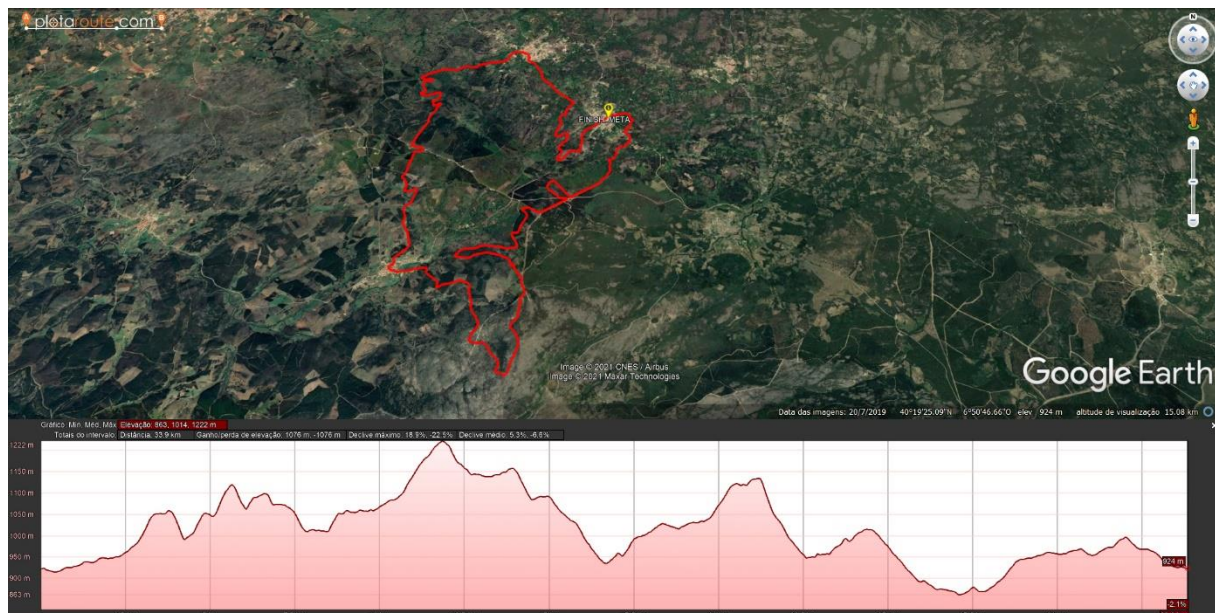 plotaroute.com
N
FINISH/META
Image © 2021 CNES / Airbus
Image © 2021 Maxar Technologies
Google Earth
Data das imagens: 20/7/2019 40°19'25.09"N 6°50'46.66"O elev 924 m altitude de visualização 15.08 km
Gráfico: Mín, Méd, Máx Elevação: 863, 1014, 1222 m
Totais do intervalo: Distância: 33.9 km Ganho/perda de elevação: 1076 m, -1076 m Declive máximo: 18.9%, -22.8% Declive médio: 5.3%, -6.6%
1222 m
1150 m
1100 m
1050 m
1000 m
950 m
924 m
900 m
863 m
-2.1%